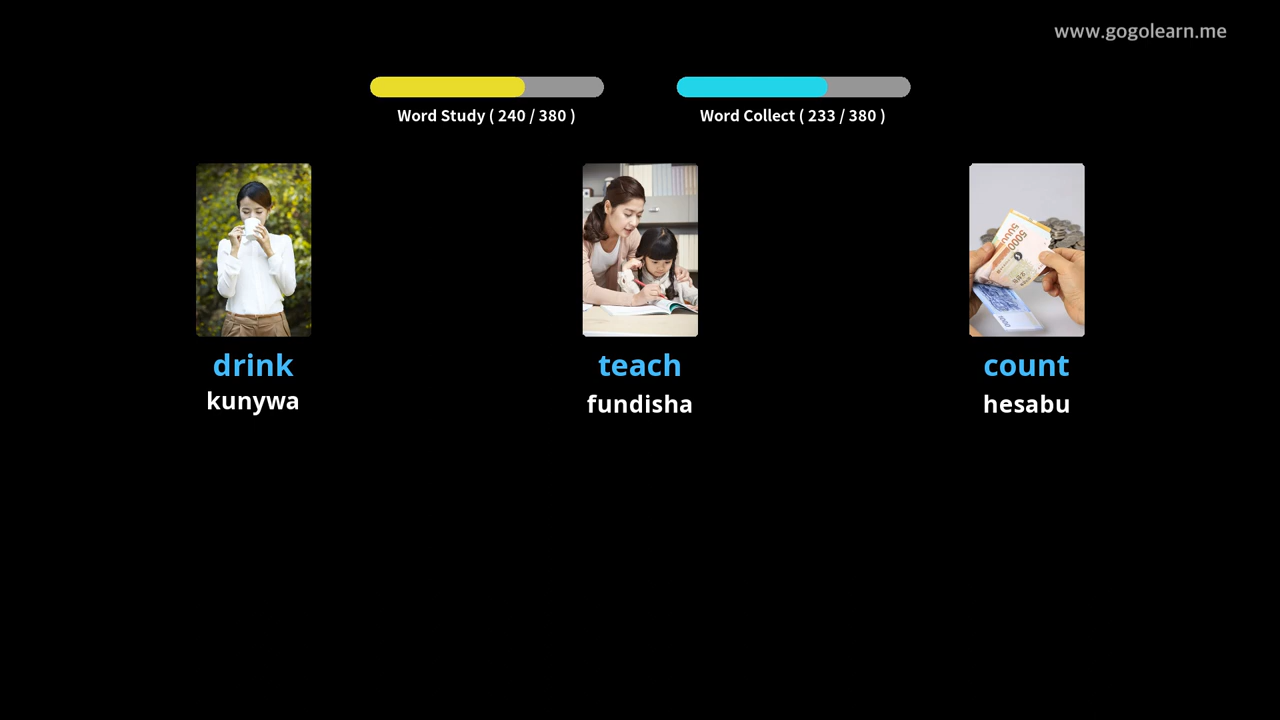 www.gogolearn.me
Word Study ( 240 / 380 )
Word Collect ( 233 / 380 )
drink
teach
count
kunywa
fundisha
hesabu